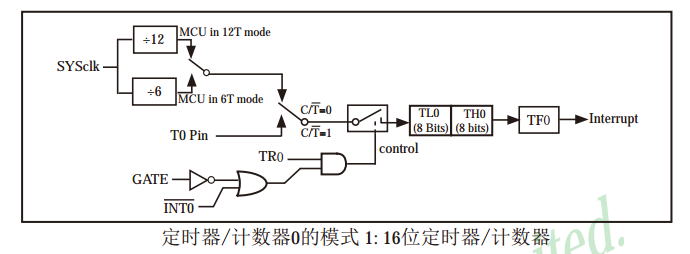 ÷12
MCU in 12T mode
SYSclk
÷6
MCU in 6T mode
C/T̅=0
TL0
(8 Bits)
TH0
(8 bits)
TF0
Interrupt
T0 Pin
C/T̅=1
control
TR0
GATE
I̅N̅T̅0̅
定时器/计数器0的模式 1: 16位定时器/计数器
ited.